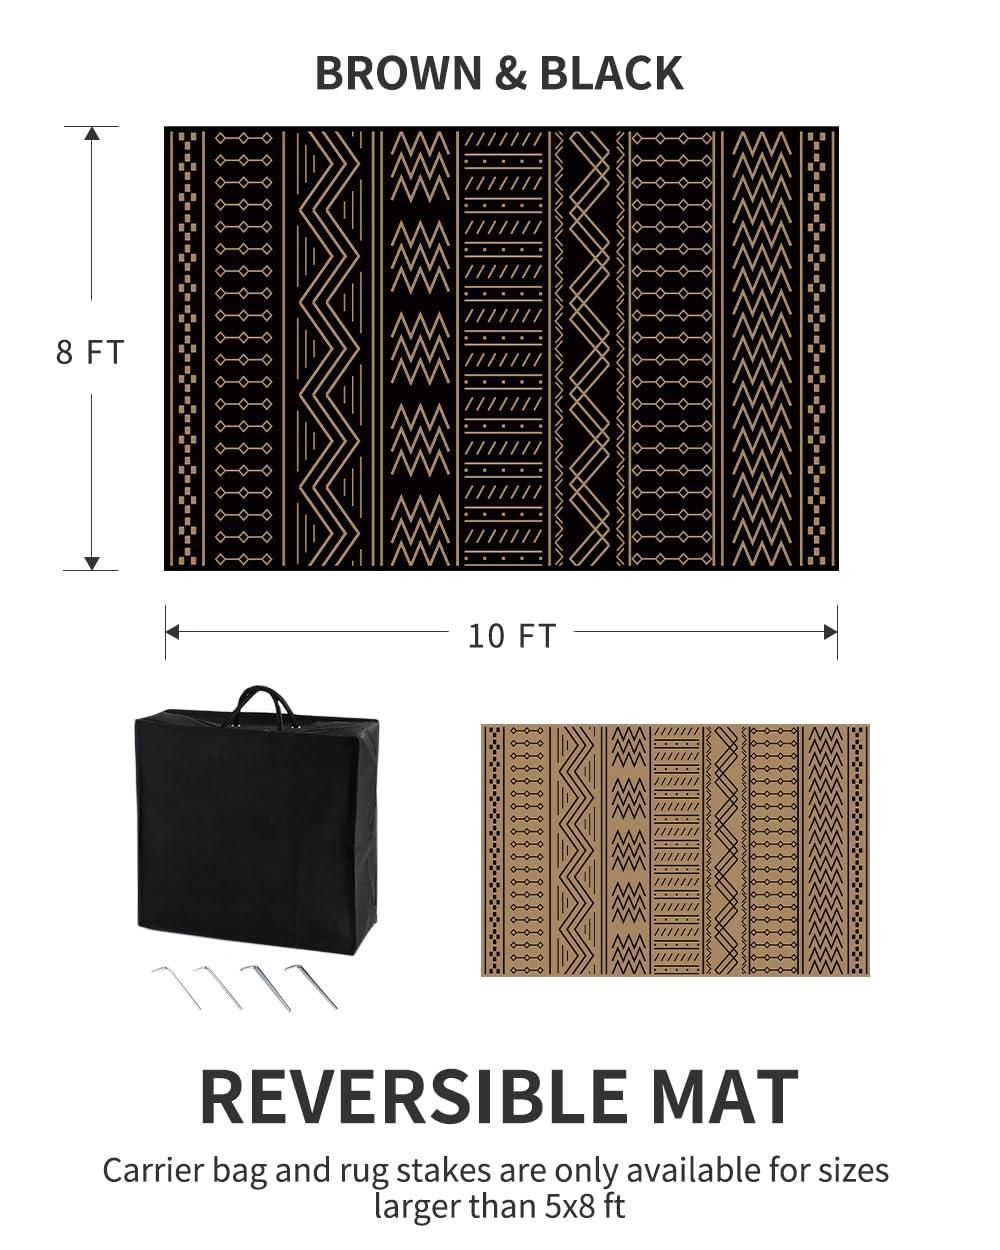 BROWN & BLACK
8 FT
10 FT
REVERSIBLE MAT
Carrier bag and rug stakes are only available for sizes
larger than 5x8 ft